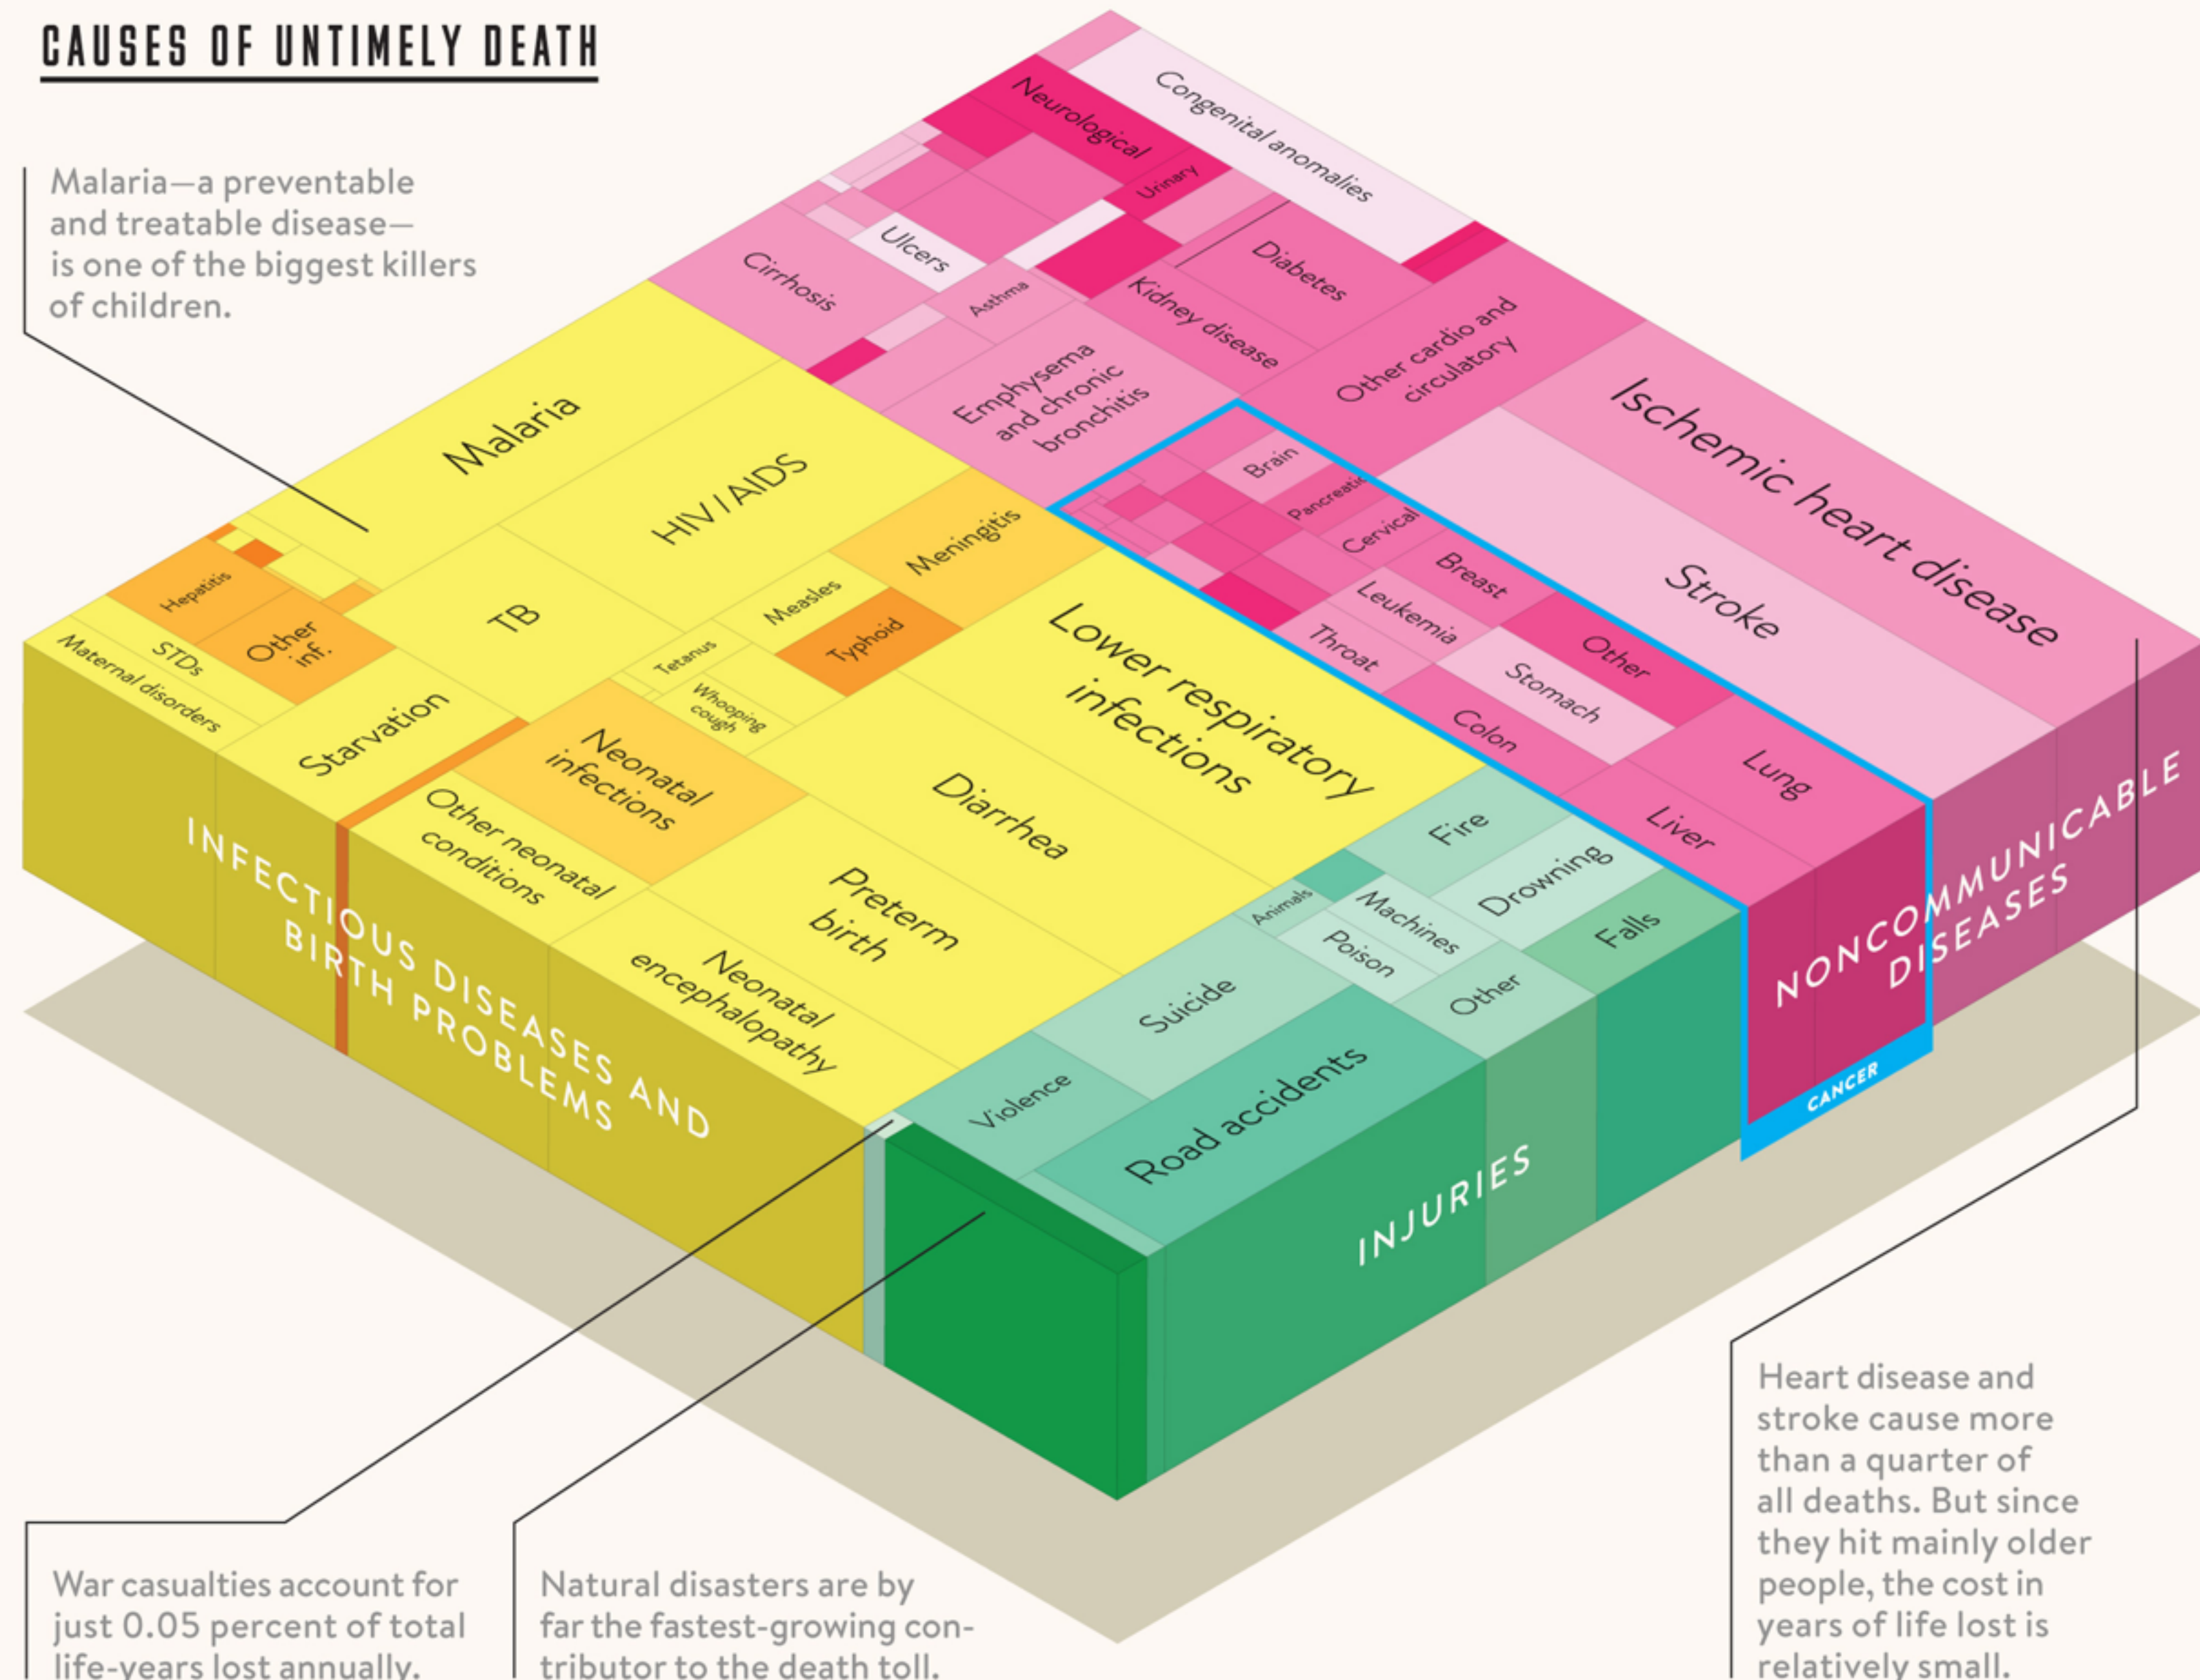 CAUSES OF UNTIMELY DEATH
Malaria—a preventable
and treatable disease—
is one of the biggest killers
of children.
Congenital anomalies
Neurological
Urinary
Ulcers
Cirrhosis
Asthma
Diabetes
Kidney disease
Other cardio and
circulatory
Emphysema
and chronic
bronchitis
Ischemic heart disease
Stroke
Brain
Pancreatic
Cervical
Breast
Leukemia
Throat
Other
Stomach
Colon
Lung
Liver
Malaria
HIV/AIDS
Meningitis
Measles
Typhoid
TB
Tetanus
Whooping
cough
Hepatitis
Other
inf.
STDs
Maternal disorders
Starvation
Lower respiratory
infections
Neonatal
infections
Diarrhea
Other neonatal
conditions
Preterm
birth
Neonatal
encephalopathy
Fire
Drowning
Animals
Machines
Poison
Falls
Other
Suicide
Violence
Road accidents
INFECTIOUS DISEASES AND
BIRTH PROBLEMS
INJURIES
NONCOMMUNICABLE
DISEASES
CANCER
War casualties account for
just 0.05 percent of total
life-years lost annually.
Natural disasters are by
far the fastest-growing con-
tributor to the death toll.
Heart disease and
stroke cause more
than a quarter of
all deaths. But since
they hit mainly older
people, the cost in
years of life lost is
relatively small.